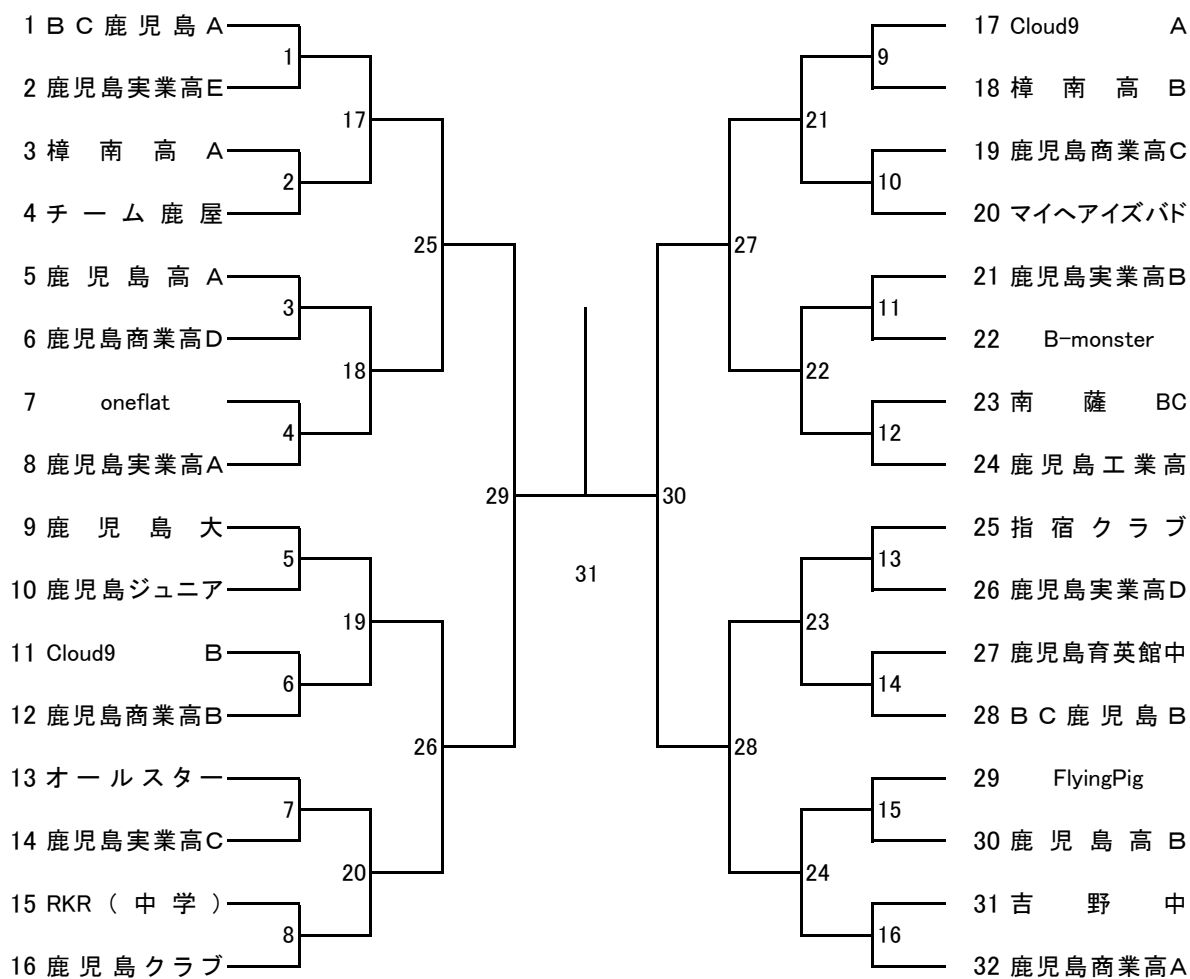 1 BC鹿児島A
1
2 鹿児島実業高E
17
3 樟南高A
2
4 チーム鹿屋
25
5 鹿児島高A
3
6 鹿児島商業高D
18
7 oneflat
4
8 鹿児島実業高A
29
9 鹿児島大
5
10 鹿児島ジュニア
19
11 Cloud9 B
6
12 鹿児島商業高B
26
13 オールスター
7
14 鹿児島実業高C
20
15 RKR(中学)
8
16 鹿児島クラブ
31
17 Cloud9 A
9
18 樟南高B
21
19 鹿児島商業高C
10
20 マイヘアイズバド
27
21 鹿児島実業高B
11
22 B-monster
22
23 南薩BC
12
24 鹿児島工業高
30
25 指宿クラブ
13
26 鹿児島実業高D
23
27 鹿児島育英館中
14
28 BC鹿児島B
28
29 FlyingPig
15
30 鹿児島高B
24
31 吉野中
16
32 鹿児島商業高A